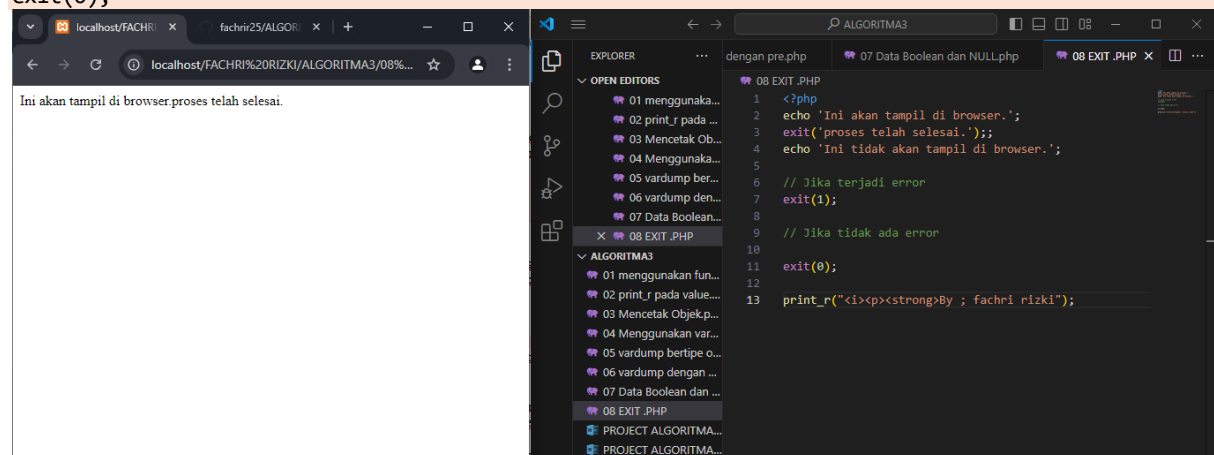 exit(0);
localhost/FACHRI
fachrir25/ALGORI
localhost/FACHRI%20RIZKI/ALGORITMA3/08%...
Ini akan tampil di browser.proses telah selesai.
ALGORITMA3
EXPLORER
OPEN EDITORS
01 menggunaka...
02 print_r pada ...
03 Mencetak Ob...
04 Menggunaka...
05 vardump ber...
06 vardump den...
07 Data Boolean...
08 EXIT .PHP
ALGORITMA3
01 menggunakan fun...
02 print_r pada value....
03 Mencetak Objek.p...
04 Menggunakan var...
05 vardump bertipe o...
06 vardump dengan ...
07 Data Boolean dan ...
08 EXIT .PHP
PROJECT ALGORITMA...
PROJECT ALGORITMA...
dengan pre.php
07 Data Boolean dan NULL.php
08 EXIT .PHP
08 EXIT .PHP
1 <?php
2 echo 'Ini akan tampil di browser.';
3 exit('proses telah selesai.');;
4 echo 'Ini tidak akan tampil di browser.';
5
6 // Jika terjadi error
7 exit(1);
8
9 // Jika tidak ada error
10
11 exit(0);
12
13 print_r("<i><p><strong>By ; fachri rizki");